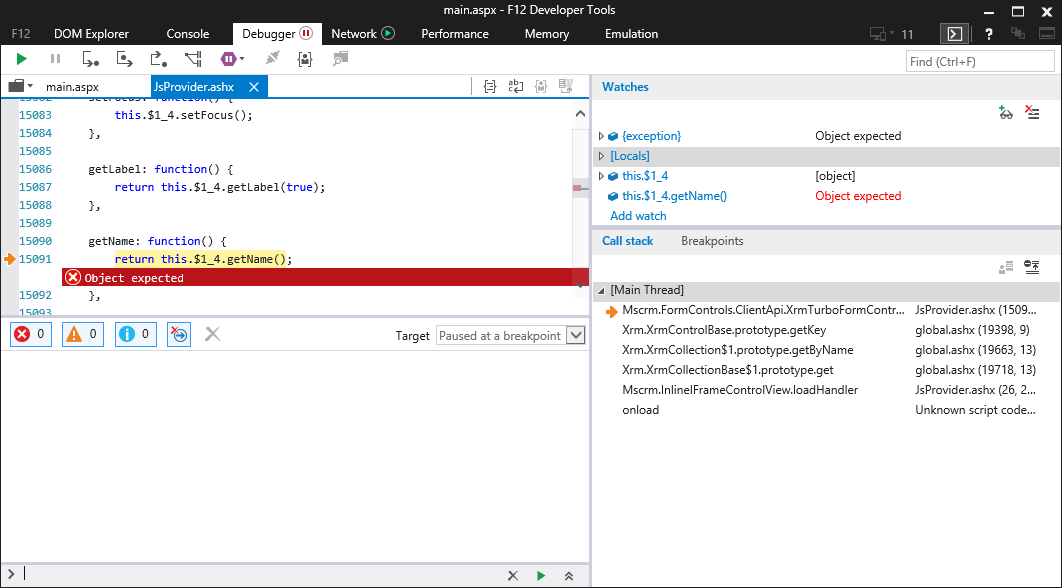 main.aspx - F12 Developer Tools
F12 DOM Explorer Console Debugger Network Performance Memory Emulation 11 ?
Find (Ctrl+F)
main.aspx JsProvider.ashx
15082 setFocus: function() {
15083 this.$1_4.setFocus();
15084 },
15085
15086 getLabel: function() {
15087 return this.$1_4.getLabel(true);
15088 },
15089
15090 getName: function() {
15091 return this.$1_4.getName();
Object expected
15092 },
15093
0 0 0 Target Paused at a breakpoint
Watches
{exception} Object expected
[Locals]
this.$1_4 [object]
this.$1_4.getName() Object expected
Add watch
Call stack Breakpoints
[Main Thread]
Mscrm.FormControls.ClientApi.XrmTurboFormContr... JsProvider.ashx (1509...
Xrm.XrmControlBase.prototype.getKey global.ashx (19398, 9)
Xrm.XrmCollection$1.prototype.getByName global.ashx (19663, 13)
Xrm.XrmCollectionBase$1.prototype.get global.ashx (19718, 13)
Mscrm.InlineIFrameControlView.loadHandler JsProvider.ashx (26, 2...
onload Unknown script code...